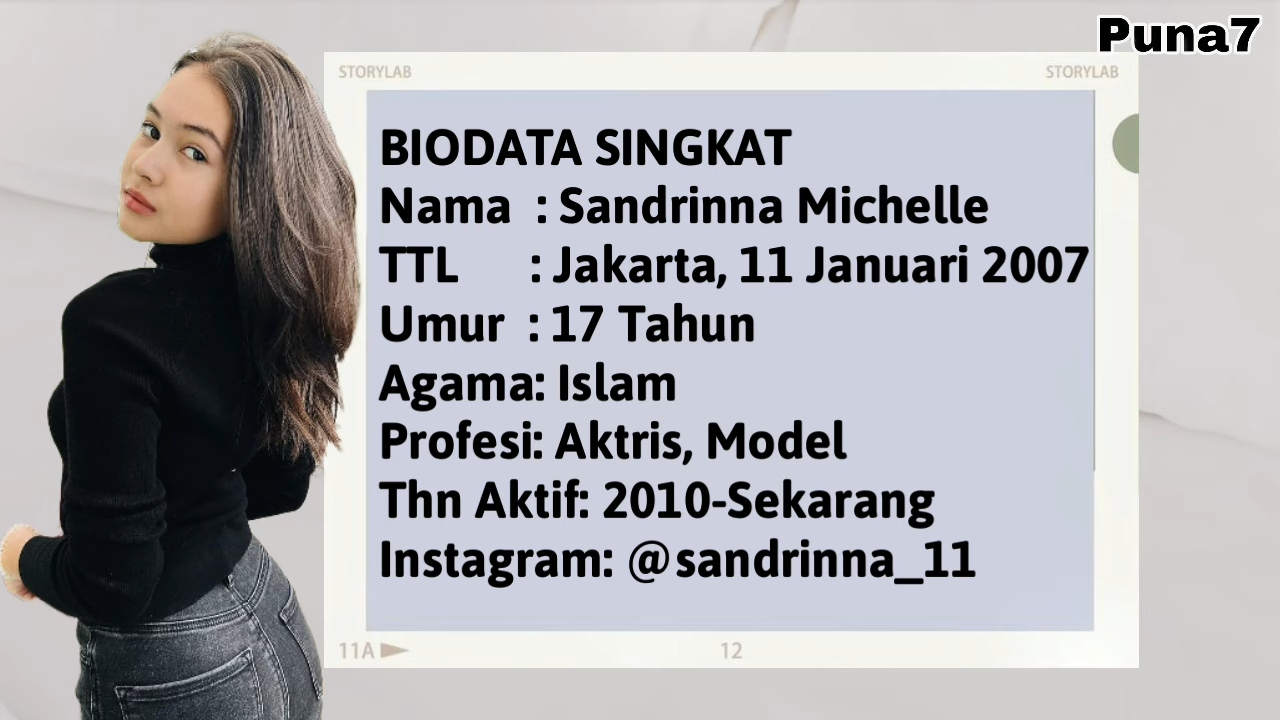 Puna7
STORYLAB STORYLAB
BIODATA SINGKAT
Nama : Sandrinna Michelle
TTL : Jakarta, 11 Januari 2007
Umur : 17 Tahun
Agama: Islam
Profesi: Aktris, Model
Thn Aktif: 2010-Sekarang
Instagram: @sandrinna_11
11A 12